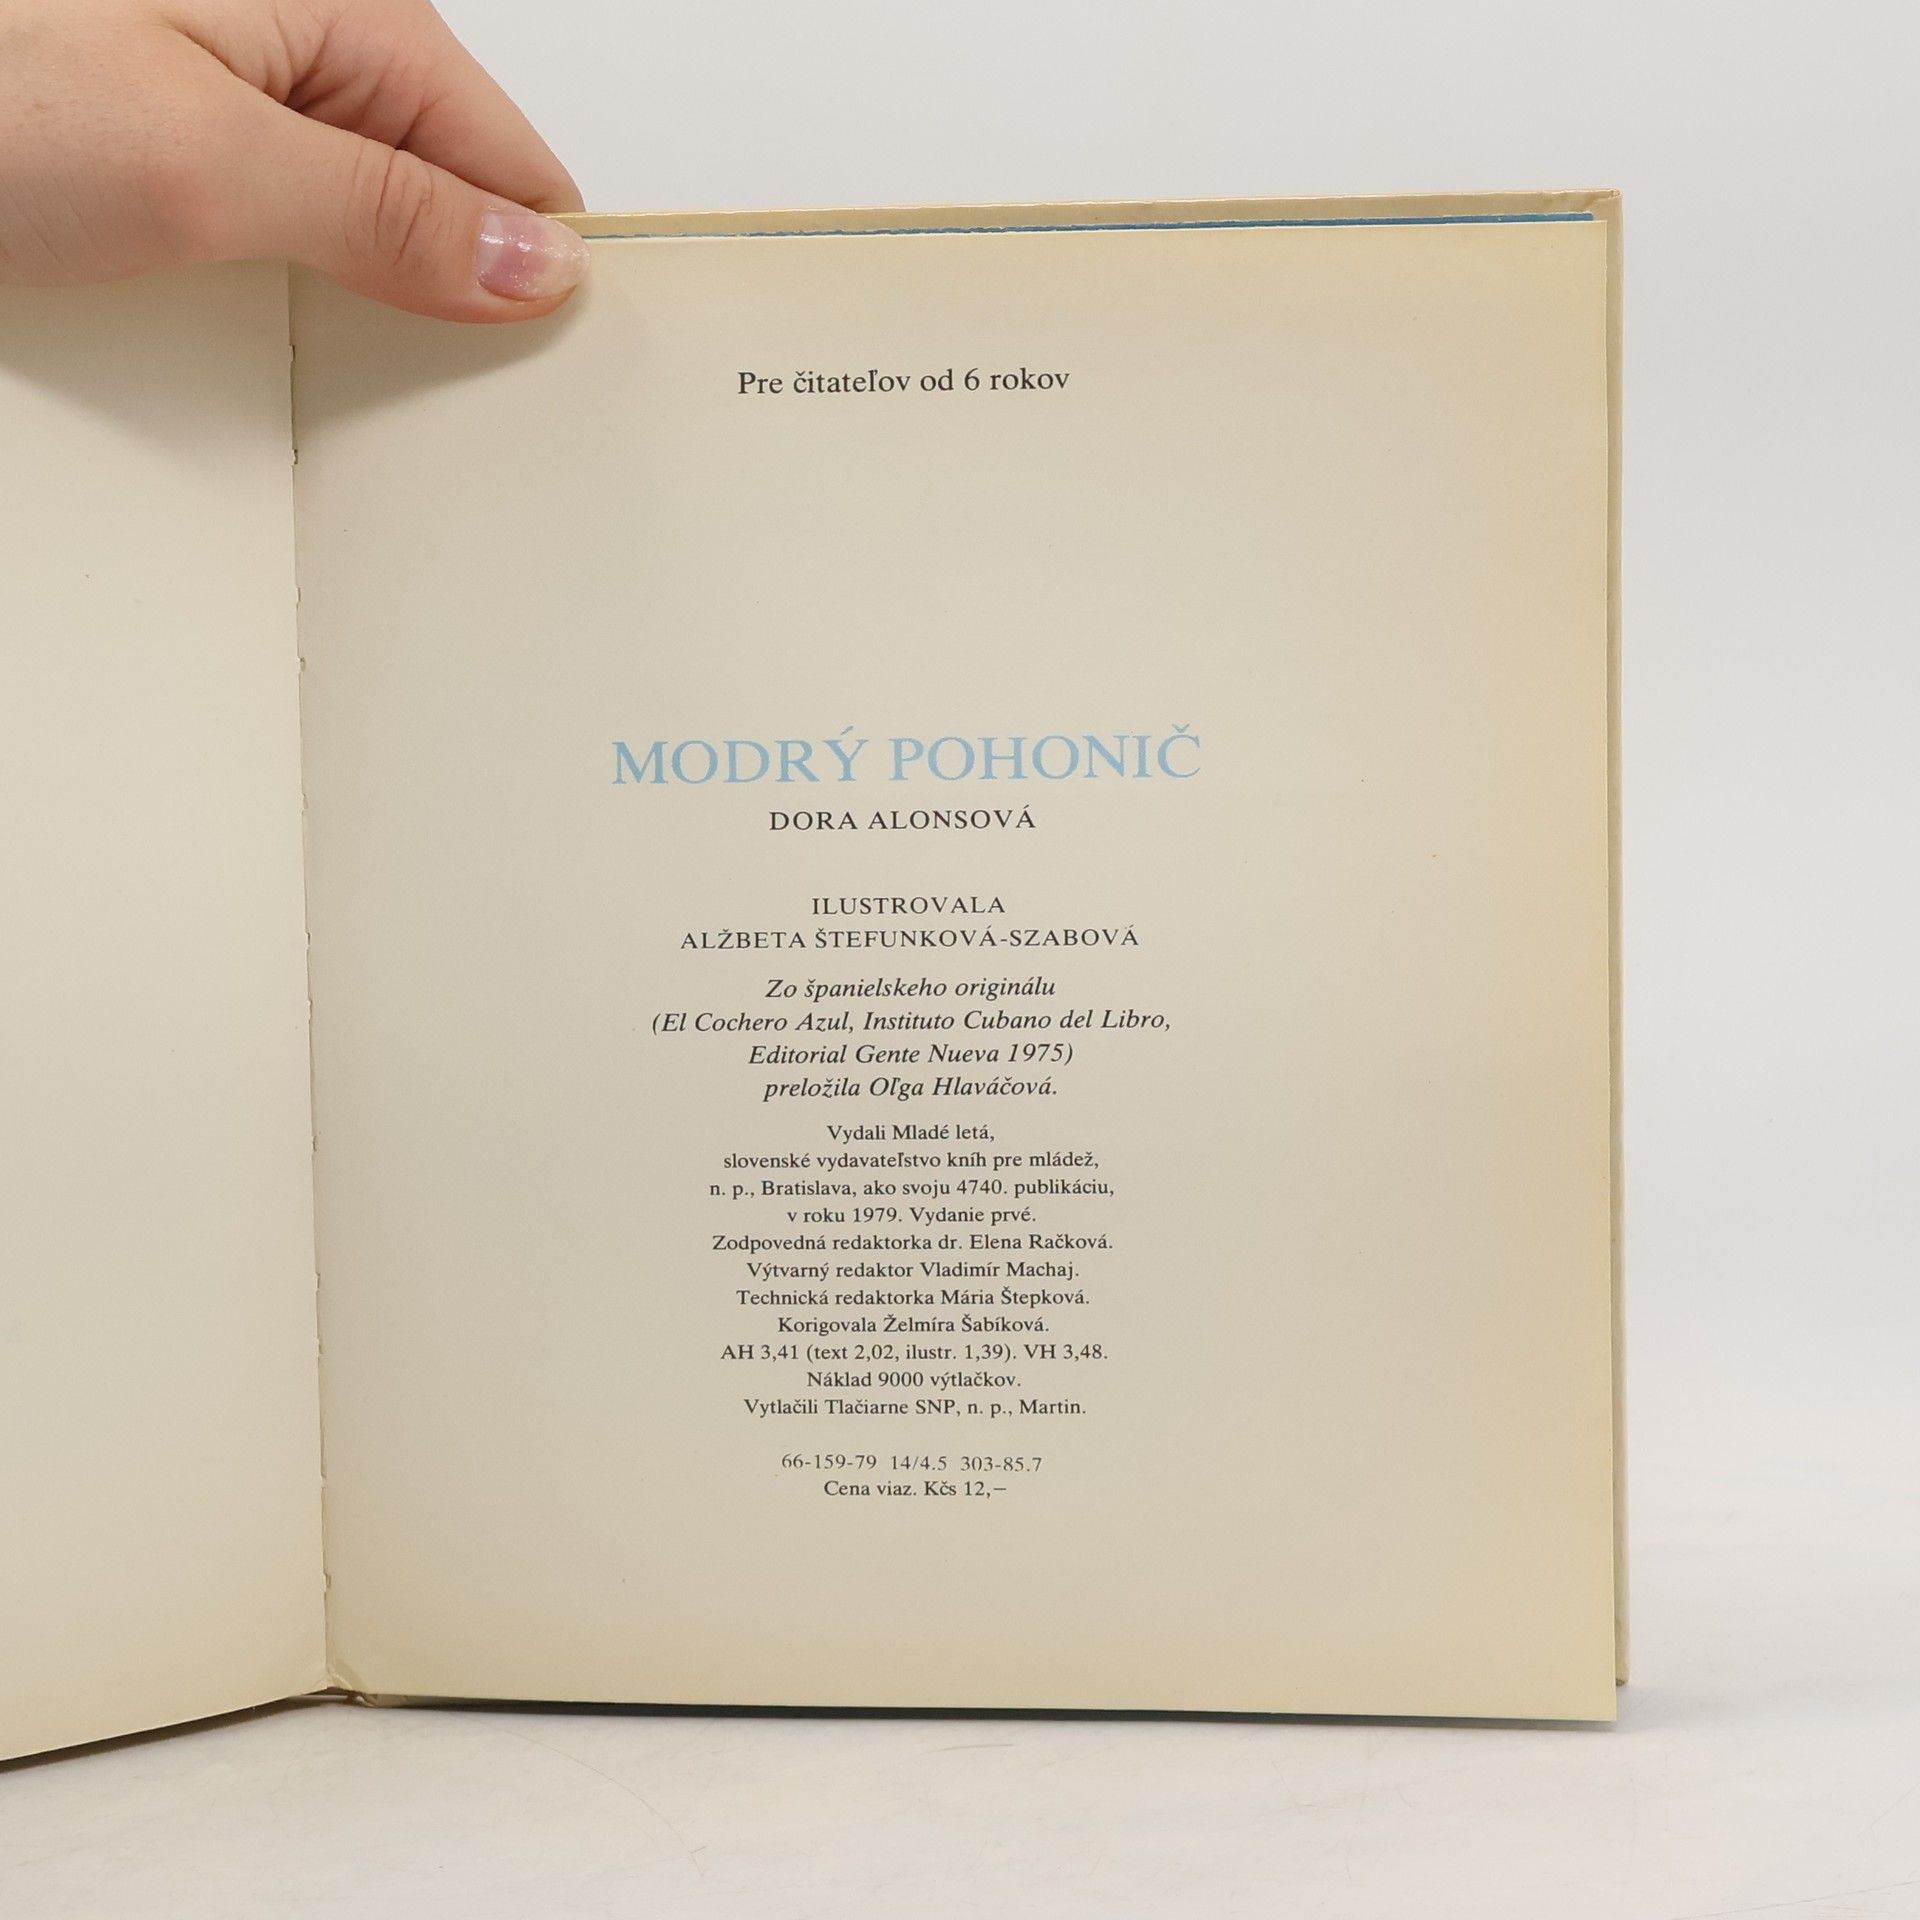 Pre čitateľov od 6 rokov
MODRÝ POHONIČ
DORA ALONSOVÁ
ILUSTROVALA
ALŽBETA ŠTEFUNKOVÁ-SZABOVÁ
Zo španielskeho originálu
(El Cochero Azul, Instituto Cubano del Libro,
Editorial Gente Nueva 1975)
preložila Oľga Hlaváčová.
Vydali Mladé letá,
slovenské vydavateľstvo kníh pre mládež,
n. p., Bratislava, ako svoju 4740. publikáciu,
v roku 1979. Vydanie prvé.
Zodpovedná redaktorka dr. Elena Račková.
Výtvarný redaktor Vladimír Machaj.
Technická redaktorka Mária Štepková.
Korigovala Želmíra Šabíková.
AH 3,41 (text 2,02, ilustr. 1,39). VH 3,48.
Náklad 9000 výtlačkov.
Vytlačili Tlačiarne SNP, n. p., Martin.
66-159-79 14/4.5 303-85.7
Cena viaz. Kčs 12,—